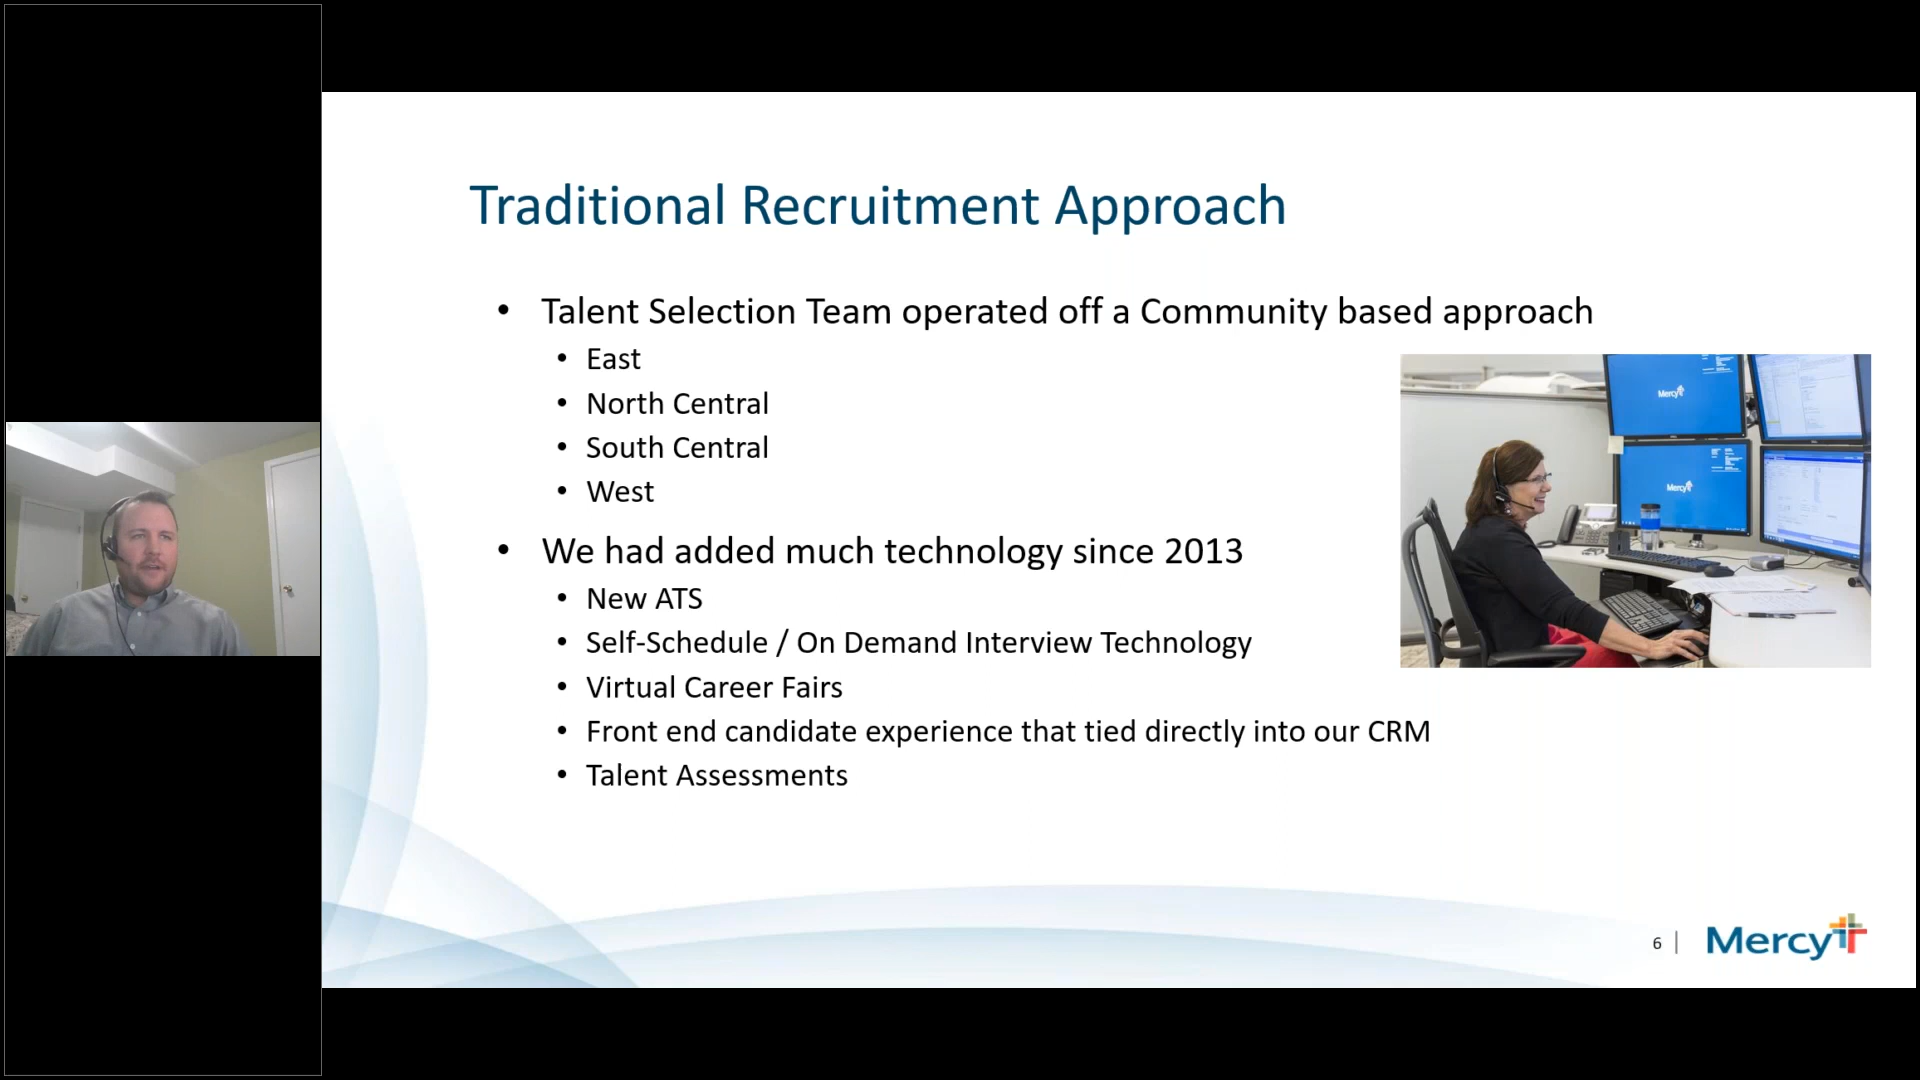 Traditional Recruitment Approach
• Talent Selection Team operated off a Community based approach
• East
• North Central
• South Central
• West
• We had added much technology since 2013
• New ATS
• Self-Schedule / On Demand Interview Technology
• Virtual Career Fairs
• Front end candidate experience that tied directly into our CRM
• Talent Assessments
Mercy
Mercy
6 |
Mercy